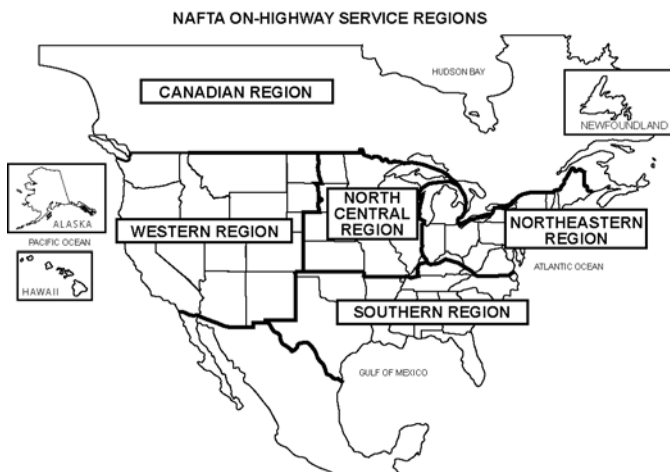 NAFTA ON-HIGHWAY SERVICE REGIONS
HUDSON BAY
CANADIAN REGION
NEWFOUNDLAND
ALASKA
PACIFIC OCEAN
HAWAII
WESTERN REGION
NORTH
CENTRAL
REGION
NORTHEASTERN
REGION
ATLANTIC OCEAN
SOUTHERN REGION
GULF OF MEXICO